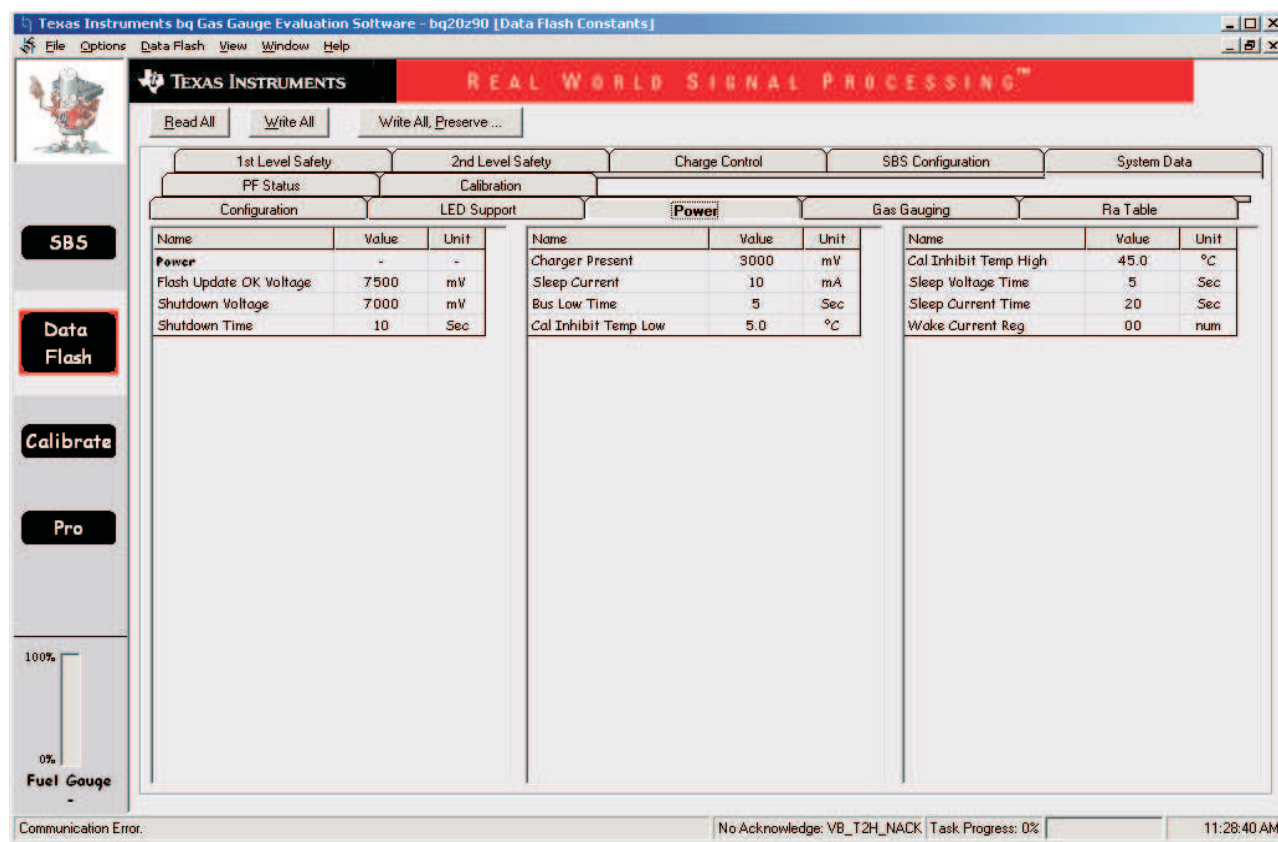 Texas Instruments bq Gas Gauge Evaluation Software - bq20z90 [Data Flash Constants]
File Options Data Flash View Window Help
TEXAS INSTRUMENTS REAL WORLD SIGNAL PROCESSING™
Read All Write All Write All, Preserve ...
1st Level Safety 2nd Level Safety Charge Control SBS Configuration System Data
PF Status Calibration
Configuration LED Support Power Gas Gauging Ra Table
SBS
Data
Flash
Calibrate
Pro
100%
0%
Fuel Gauge
-
Name Value Unit Name Value Unit Name Value Unit
Power - - Charger Present 3000 mV Cal Inhibit Temp High 45.0 °C
Flash Update OK Voltage 7500 mV Sleep Current 10 mA Sleep Voltage Time 5 Sec
Shutdown Voltage 7000 mV Bus Low Time 5 Sec Sleep Current Time 20 Sec
Shutdown Time 10 Sec Cal Inhibit Temp Low 5.0 °C Wake Current Reg 00 num
Communication Error. No Acknowledge: VB_T2H_NACK Task Progress: 0% 11:28:40 AM